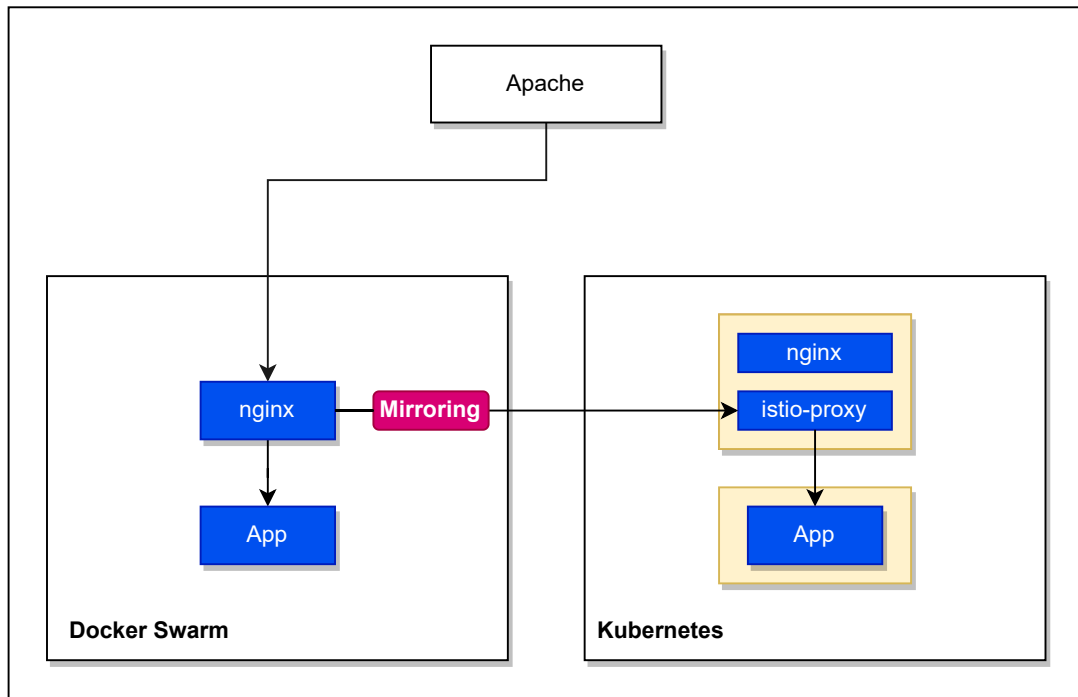 Apache
nginx
Mirroring
nginx
istio-proxy
App
App
Docker Swarm
Kubernetes